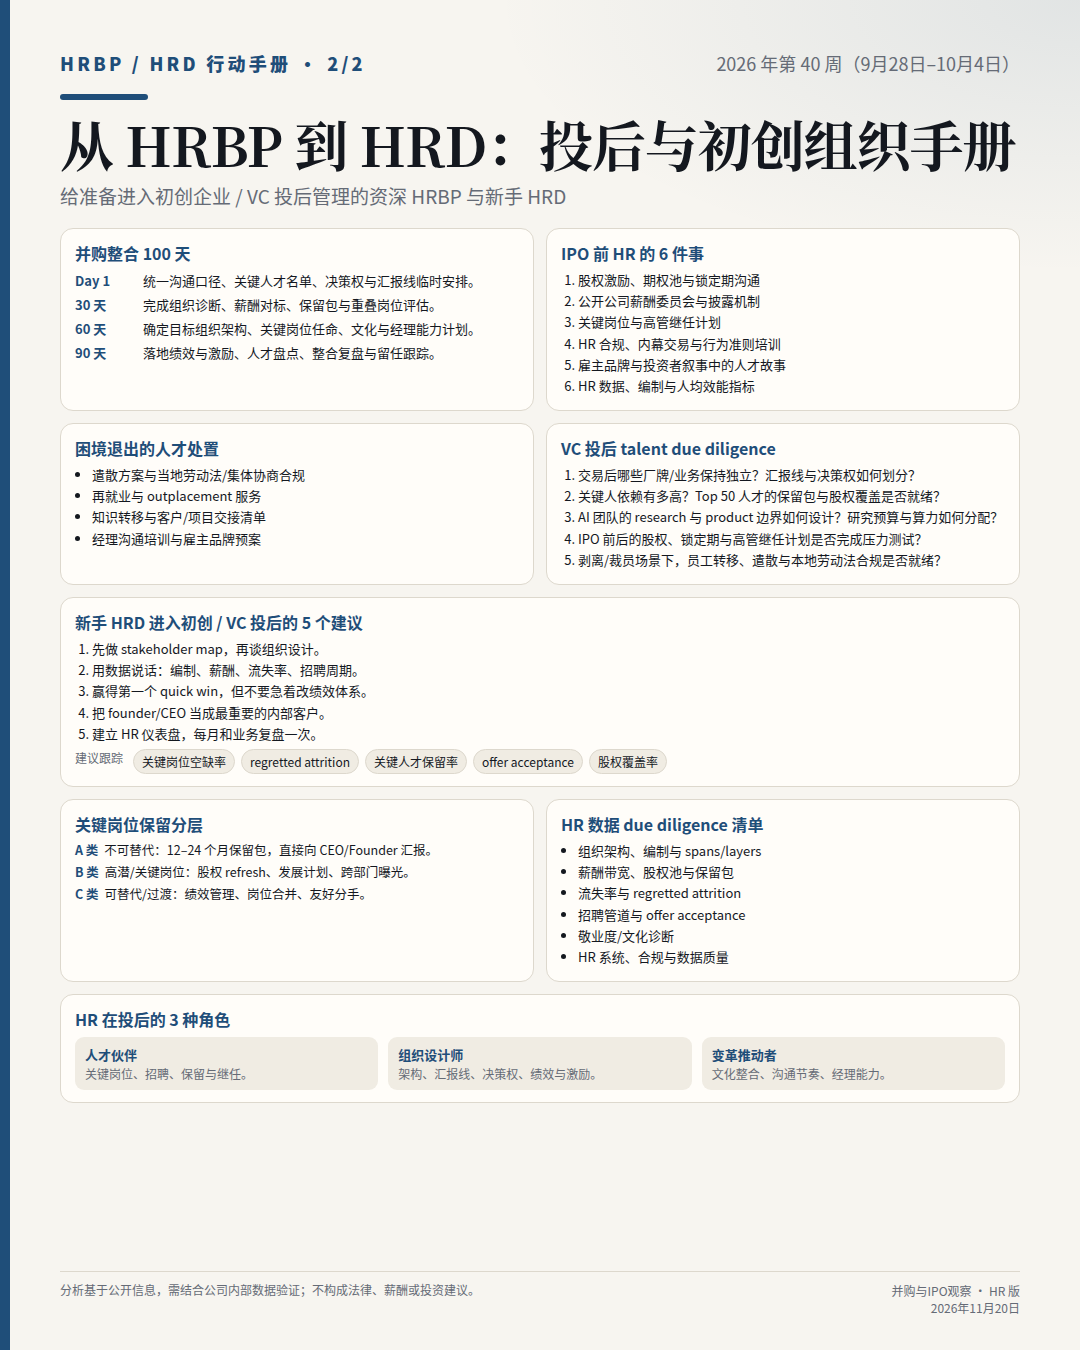 HRBP / HRD 行动手册 · 2/2
2026 年第 40 周（9月28日–10月4日）
从 HRBP 到 HRD：投后与初创组织手册
给准备进入初创企业 / VC 投后管理的资深 HRBP 与新手 HRD
并购整合 100 天
Day 1 统一沟通口径、关键人才名单、决策权与汇报线临时安排。
30 天 完成组织诊断、薪酬对标、保留包与重叠岗位评估。
60 天 确定目标组织架构、关键岗位任命、文化与经理能力计划。
90 天 落地绩效与激励、人才盘点、整合复盘与留任跟踪。
IPO 前 HR 的 6 件事
1. 股权激励、期权池与锁定期沟通
2. 公开公司薪酬委员会与披露机制
3. 关键岗位与高管继任计划
4. HR 合规、内幕交易与行为准则培训
5. 雇主品牌与投资者叙事中的人才故事
6. HR 数据、编制与人均效能指标
困境退出的人才处置
• 遣散方案与当地劳动法/集体协商合规
• 再就业与 outplacement 服务
• 知识转移与客户/项目交接清单
• 经理沟通培训与雇主品牌预案
VC 投后 talent due diligence
1. 交易后哪些厂牌/业务保持独立？汇报线与决策权如何划分？
2. 关键人依赖有多高？Top 50 人才的保留包与股权覆盖是否就绪？
3. AI 团队的 research 与 product 边界如何设计？研究预算与算力如何分配？
4. IPO 前后的股权、锁定期与高管继任计划是否完成压力测试？
5. 剥离/裁员场景下，员工转移、遣散与本地劳动法合规是否就绪？
新手 HRD 进入初创 / VC 投后的 5 个建议
1. 先做 stakeholder map，再谈组织设计。
2. 用数据说话：编制、薪酬、流失率、招聘周期。
3. 赢得第一个 quick win，但不要急着改绩效体系。
4. 把 founder/CEO 当成最重要的内部客户。
5. 建立 HR 仪表盘，每月和业务复盘一次。
建议跟踪 关键岗位空缺率 regretted attrition 关键人才保留率 offer acceptance 股权覆盖率
关键岗位保留分层
A 类 不可替代：12–24 个月保留包，直接向 CEO/Founder 汇报。
B 类 高潜/关键岗位：股权 refresh、发展计划、跨部门曝光。
C 类 可替代/过渡：绩效管理、岗位合并、友好分手。
HR 数据 due diligence 清单
• 组织架构、编制与 spans/layers
• 薪酬带宽、股权池与保留包
• 流失率与 regretted attrition
• 招聘管道与 offer acceptance
• 敬业度/文化诊断
• HR 系统、合规与数据质量
HR 在投后的 3 种角色
人才伙伴
关键岗位、招聘、保留与继任。
组织设计师
架构、汇报线、决策权、绩效与激励。
变革推动者
文化整合、沟通节奏、经理能力。
分析基于公开信息，需结合公司内部数据验证；不构成法律、薪酬或投资建议。
并购与IPO观察 · HR 版
2026年11月20日